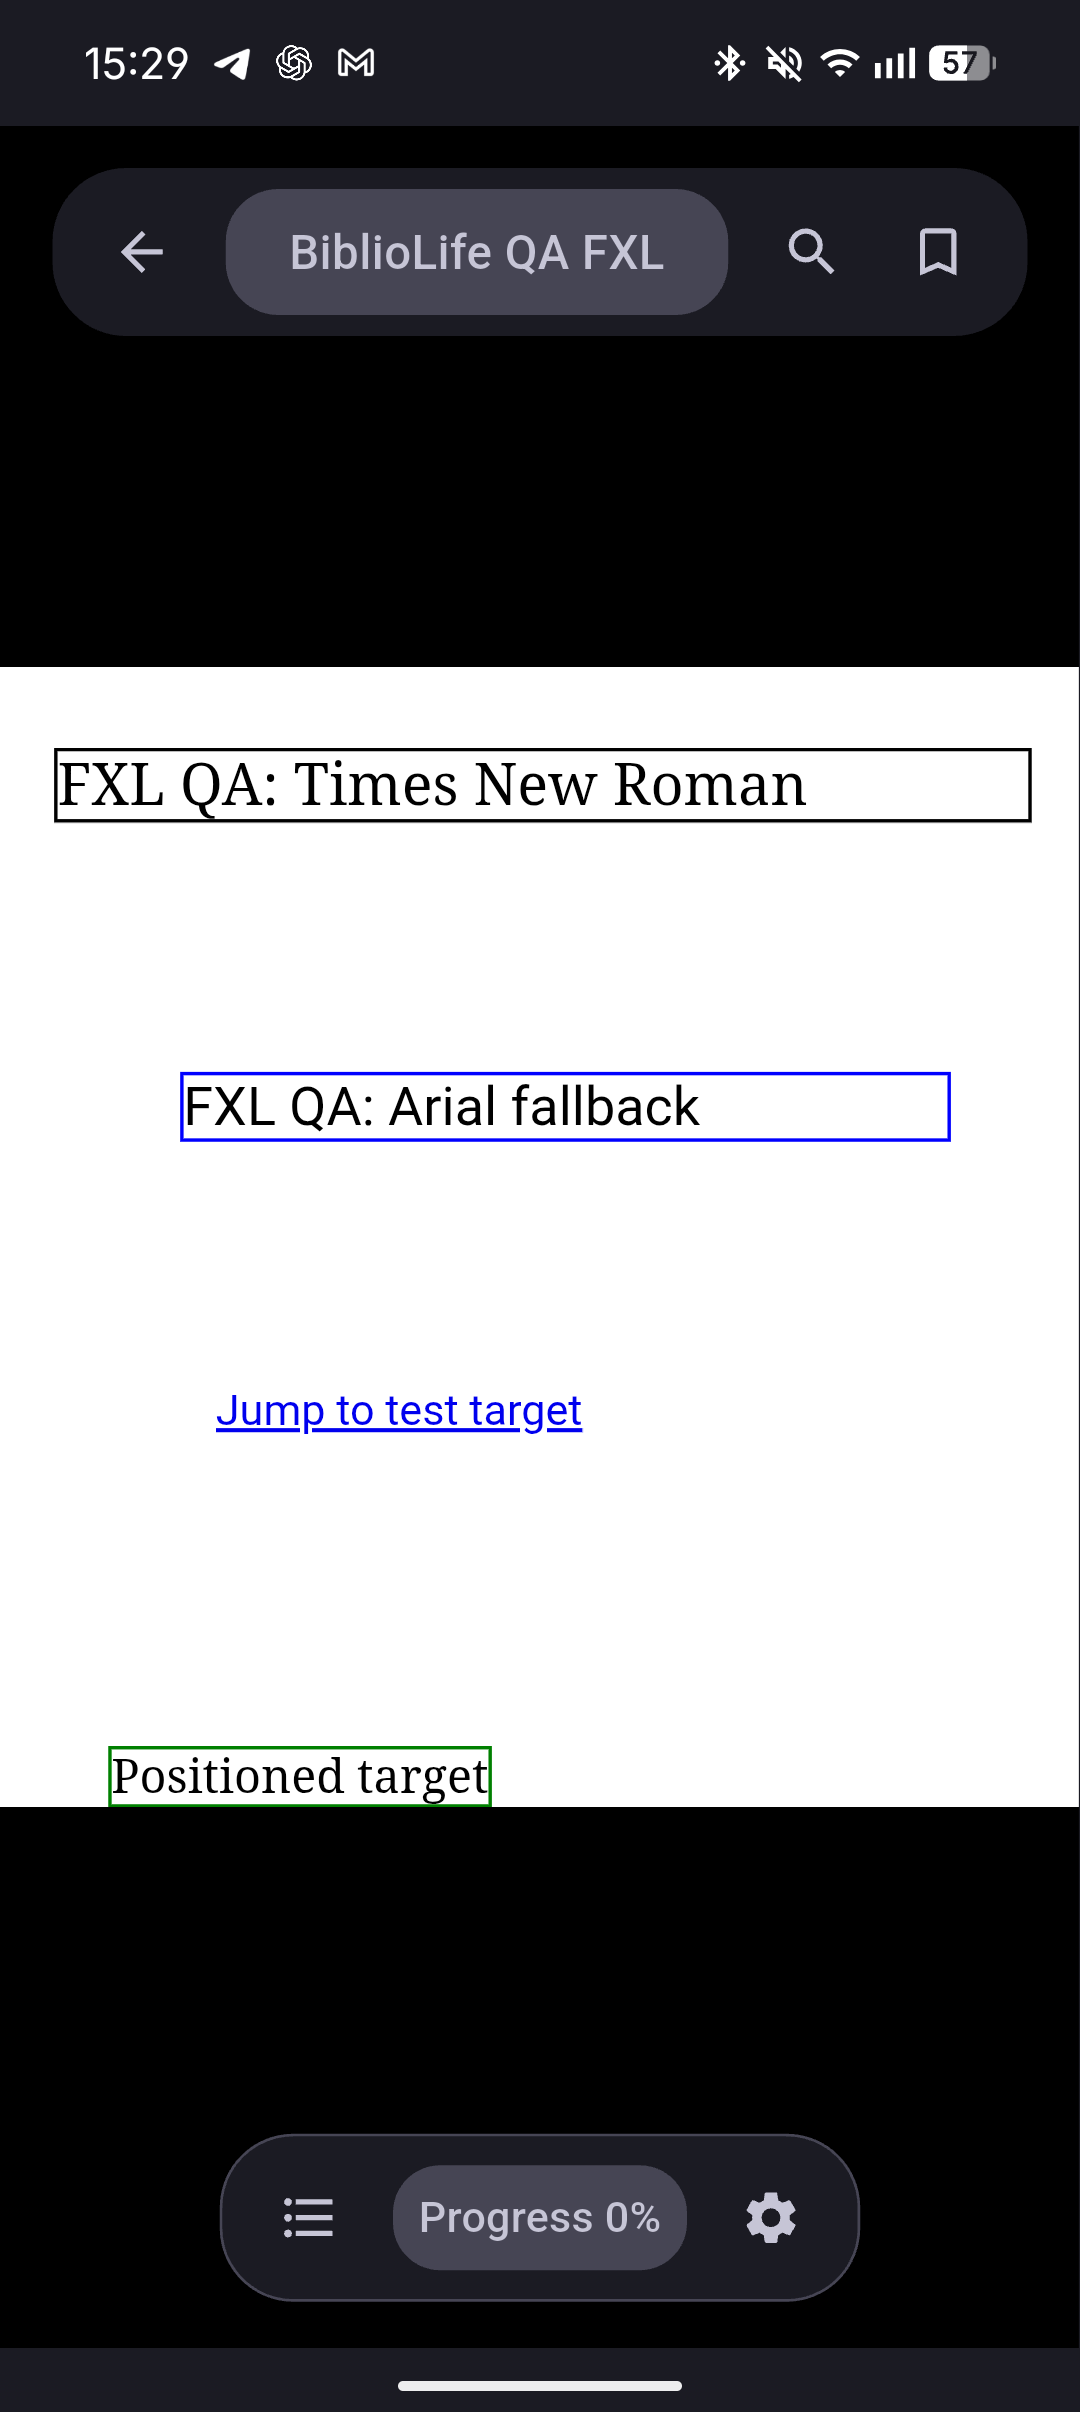 15:29
57
BiblioLife QA FXL
FXL QA: Times New Roman
FXL QA: Arial fallback
Jump to test target
Positioned target
Progress 0%